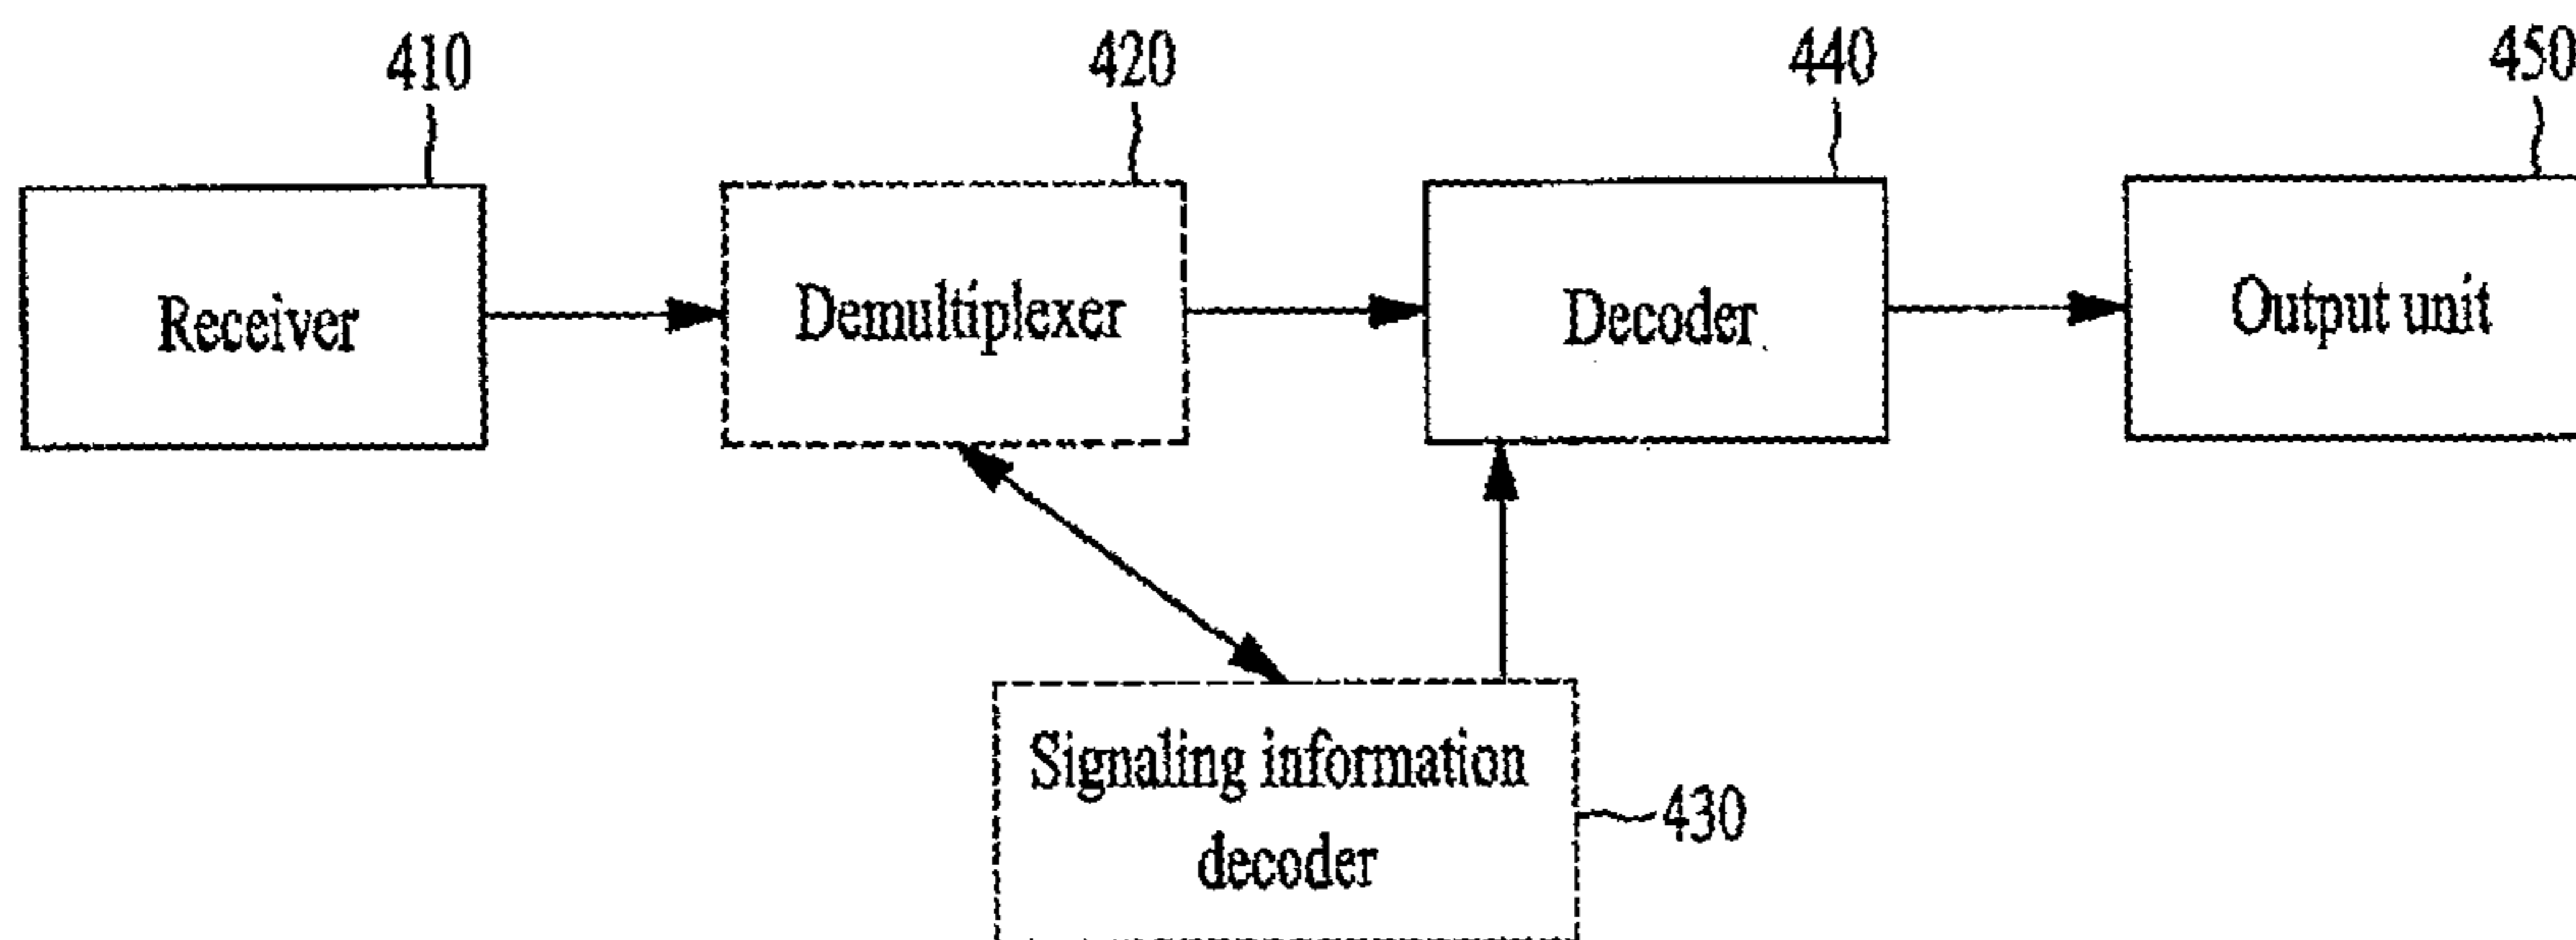 410
420
440
450
Receiver
Demultiplexer
Decoder
Output unit
Signaling information
decoder
430